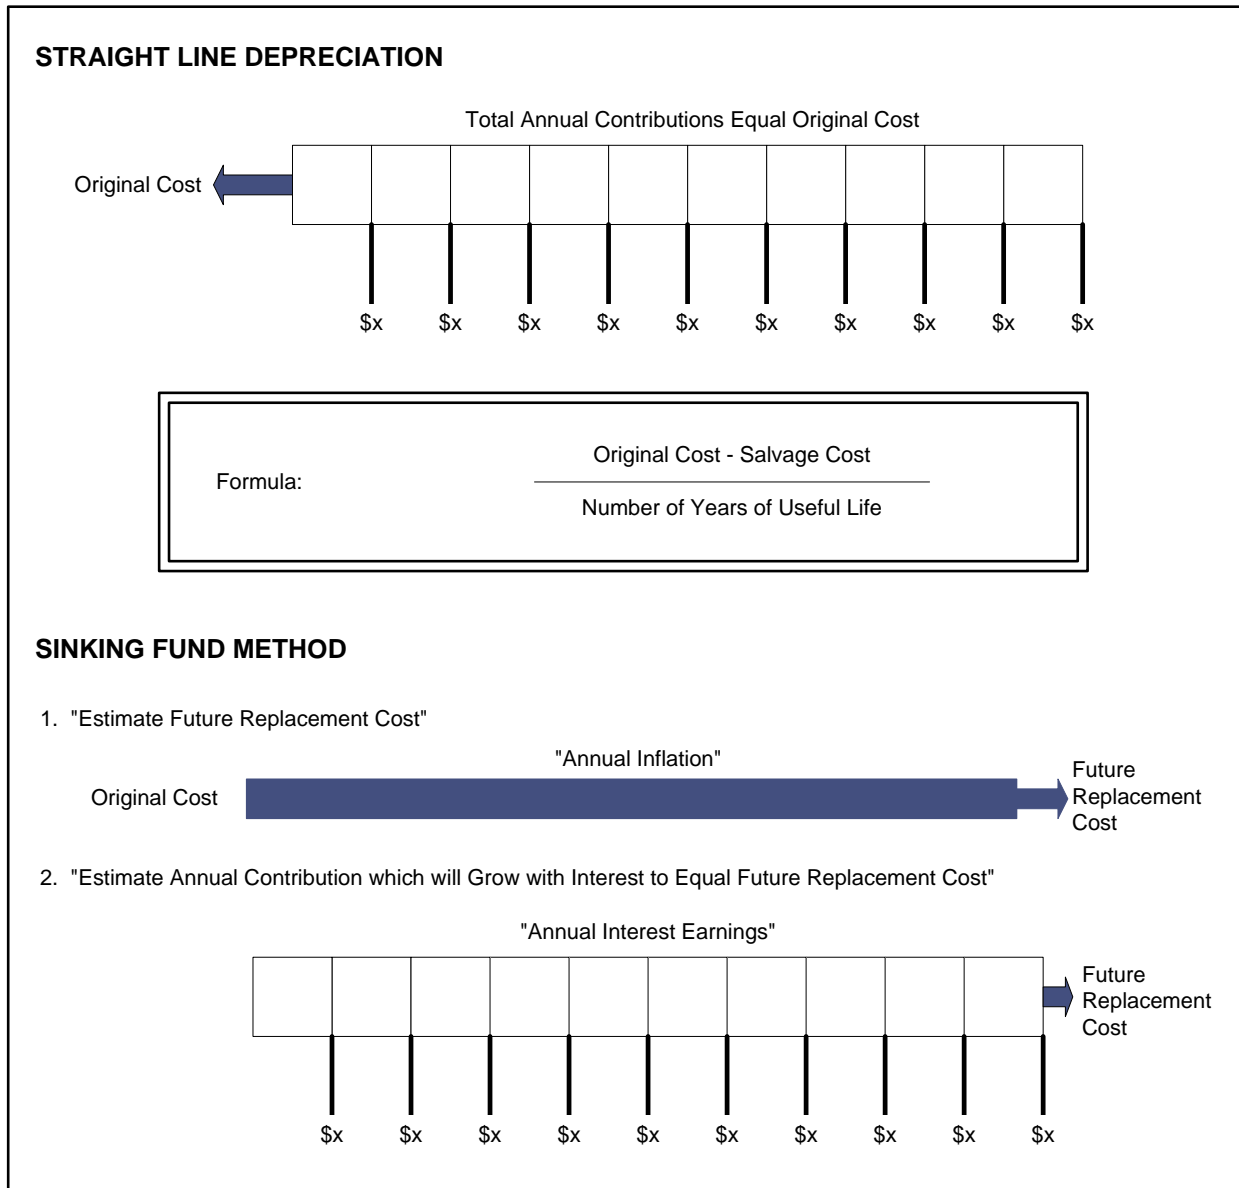 STRAIGHT LINE DEPRECIATION
Total Annual Contributions Equal Original Cost
Original Cost
$x $x $x $x $x $x $x $x $x $x
Original Cost - Salvage Cost
Formula:
Number of Years of Useful Life
SINKING FUND METHOD
1. "Estimate Future Replacement Cost"
"Annual Inflation"
Original Cost
Future
Replacement
Cost
2. "Estimate Annual Contribution which will Grow with Interest to Equal Future Replacement Cost"
"Annual Interest Earnings"
Future
Replacement
Cost
$x $x $x $x $x $x $x $x $x $x